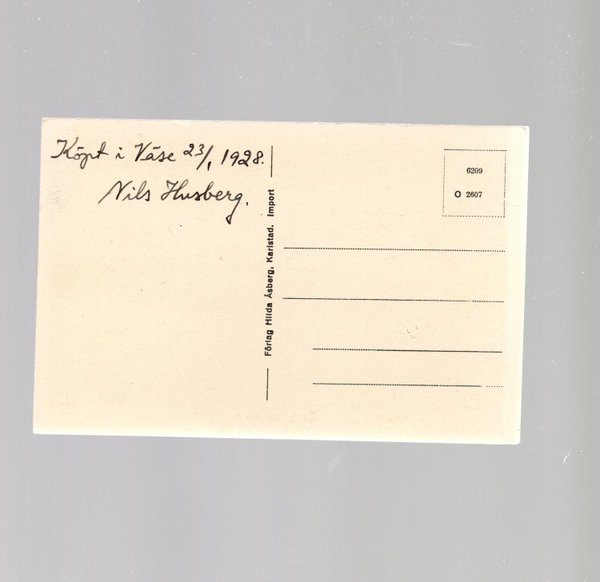 Köpt i Väse 23/1 1928.
Nils Husberg.
Förlag Hilda Åsberg, Karlstad. Import
6209
O 2607